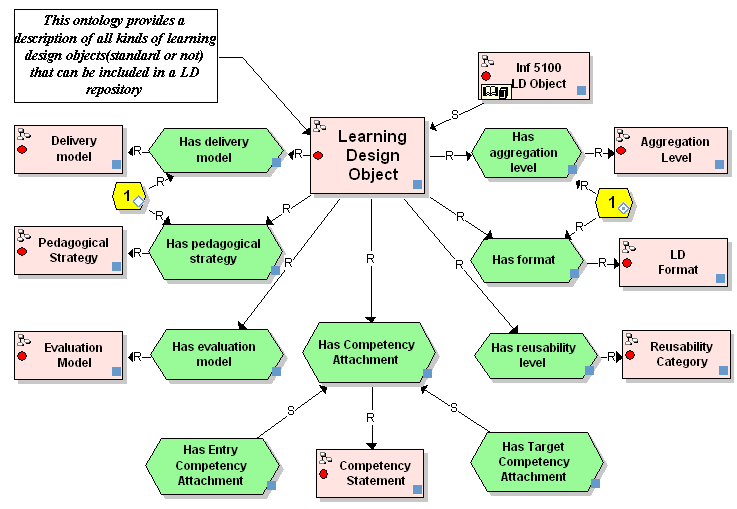 This ontology provides a
description of all kinds of learning
design objects(standard or not)
that can be included in a LD
repository
Inf 5100
LD Object
S
Learning
Design
Object
Delivery
model
R
Has delivery
model
R
R
Has
aggregation
level
R
Aggregation
Level
1
R
R
R
R
R
1
R
R
Pedagogical
Strategy
R
Has pedagogical
strategy
R
R
R
Has format
R
LD
Format
Evaluation
Model
R
Has evaluation
model
Has Competency
Attachment
Has reusability
level
R
Reusability
Category
S
R
S
Has Entry
Competency
Attachment
Competency
Statement
Has Target
Competency
Attachment